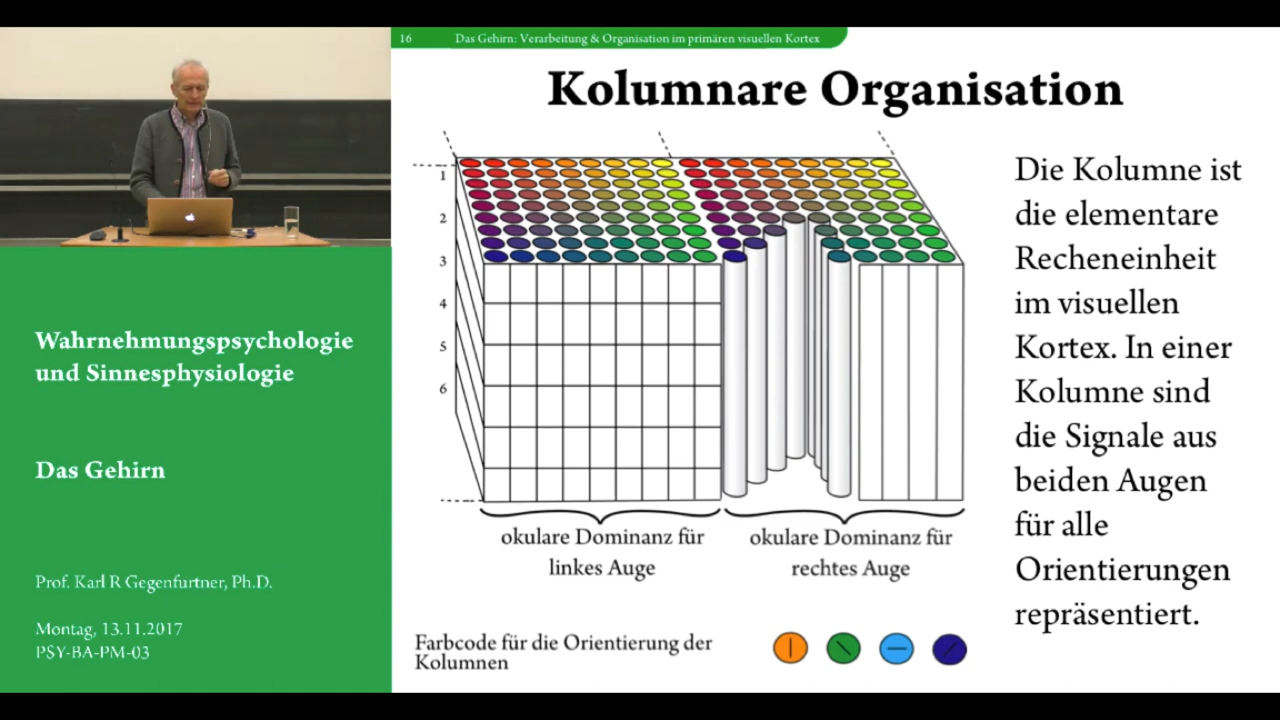 16 Das Gehirn: Verarbeitung & Organisation im primären visuellen Kortex
Kolumnare Organisation
1
2
3
4
5
6
okulare Dominanz für
linkes Auge
okulare Dominanz für
rechtes Auge
Farbcode für die Orientierung der
Kolumnen
Die Kolumne ist
die elementare
Recheneinheit
im visuellen
Kortex. In einer
Kolumne sind
die Signale aus
beiden Augen
für alle
Orientierungen
repräsentiert.
Wahrnehmungspsychologie
und Sinnesphysiologie
Das Gehirn
Prof. Karl R Gegenfurtner, Ph.D.
Montag, 13.11.2017
PSY-BA-PM-03